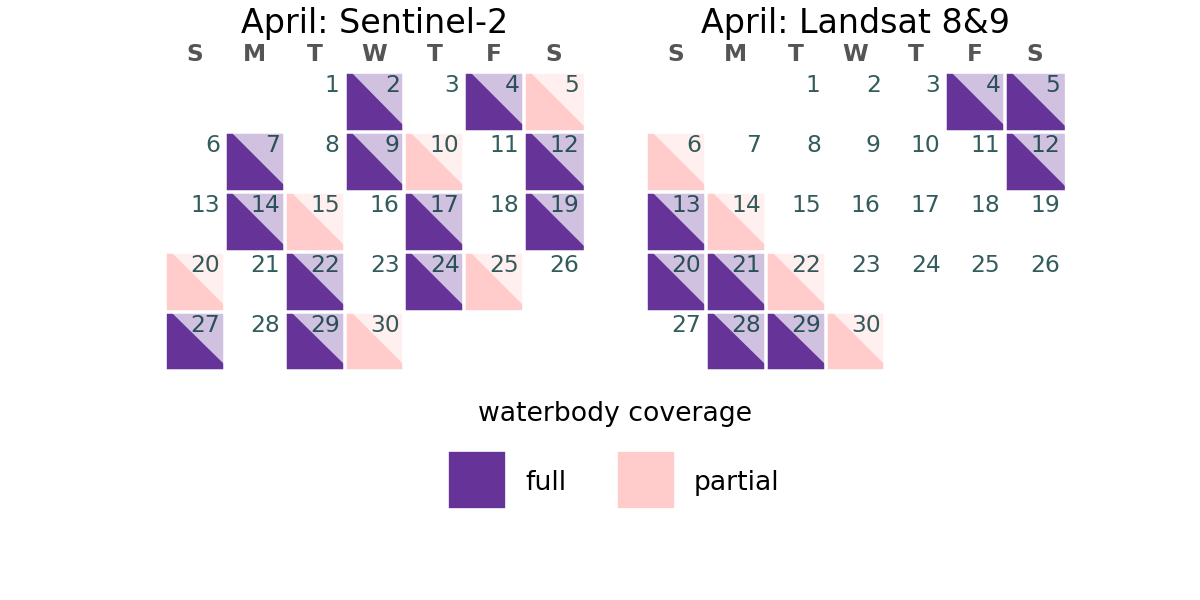 April: Sentinel-2
S M T W T F S
1 2 3 4 5
6 7 8 9 10 11 12
13 14 15 16 17 18 19
20 21 22 23 24 25 26
27 28 29 30
April: Landsat 8&9
S M T W T F S
1 2 3 4 5
6 7 8 9 10 11 12
13 14 15 16 17 18 19
20 21 22 23 24 25 26
27 28 29 30
waterbody coverage
full
partial